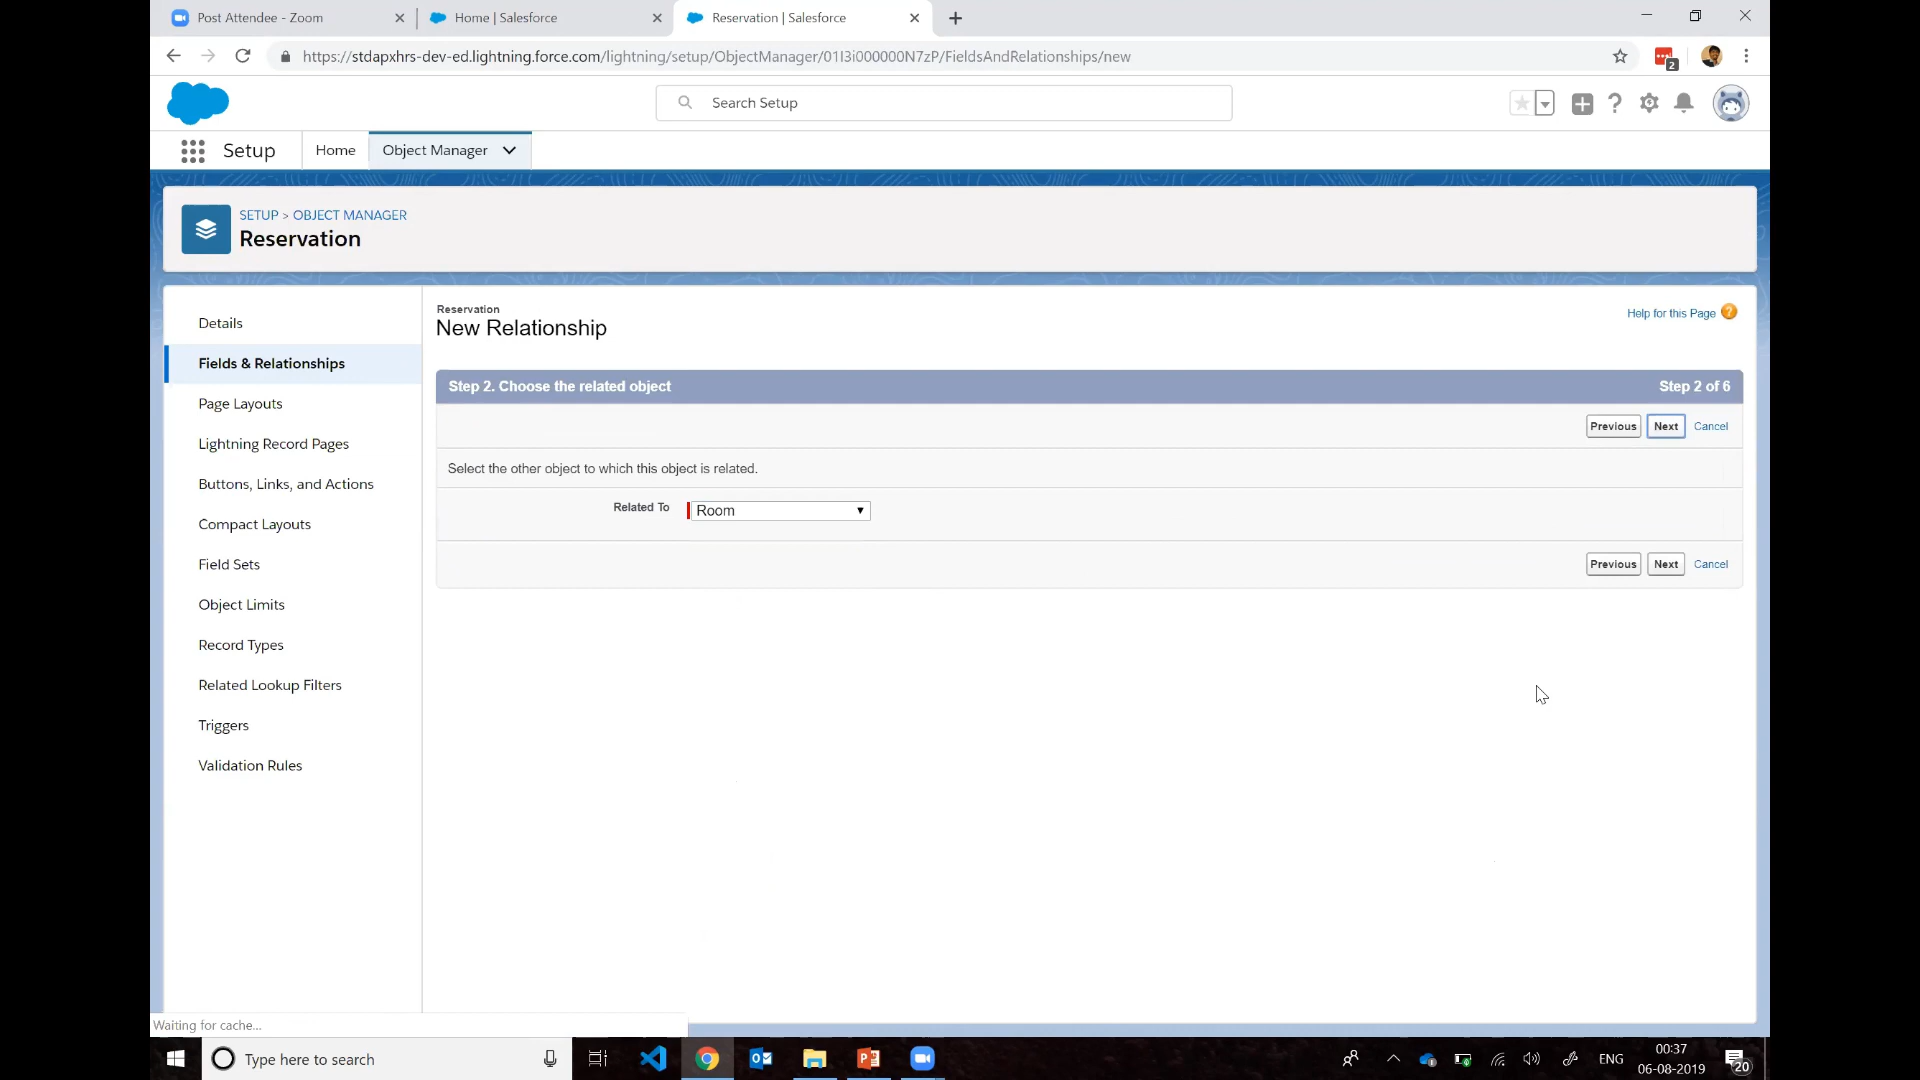 Post Attendee - Zoom
Home | Salesforce
Reservation | Salesforce
https://stdapxhrs-dev-ed.lightning.force.com/lightning/setup/ObjectManager/01I3i000000N7zP/FieldsAndRelationships/new
2
Search Setup
Setup
Home
Object Manager
SETUP > OBJECT MANAGER
Reservation
Details
Fields & Relationships
Page Layouts
Lightning Record Pages
Buttons, Links, and Actions
Compact Layouts
Field Sets
Object Limits
Record Types
Related Lookup Filters
Triggers
Validation Rules
Reservation
New Relationship
Help for this Page
Step 2. Choose the related object
Step 2 of 6
Previous Next Cancel
Select the other object to which this object is related.
Related To Room
Previous Next Cancel
Waiting for cache...
Type here to search
ENG
00:37
06-08-2019
20